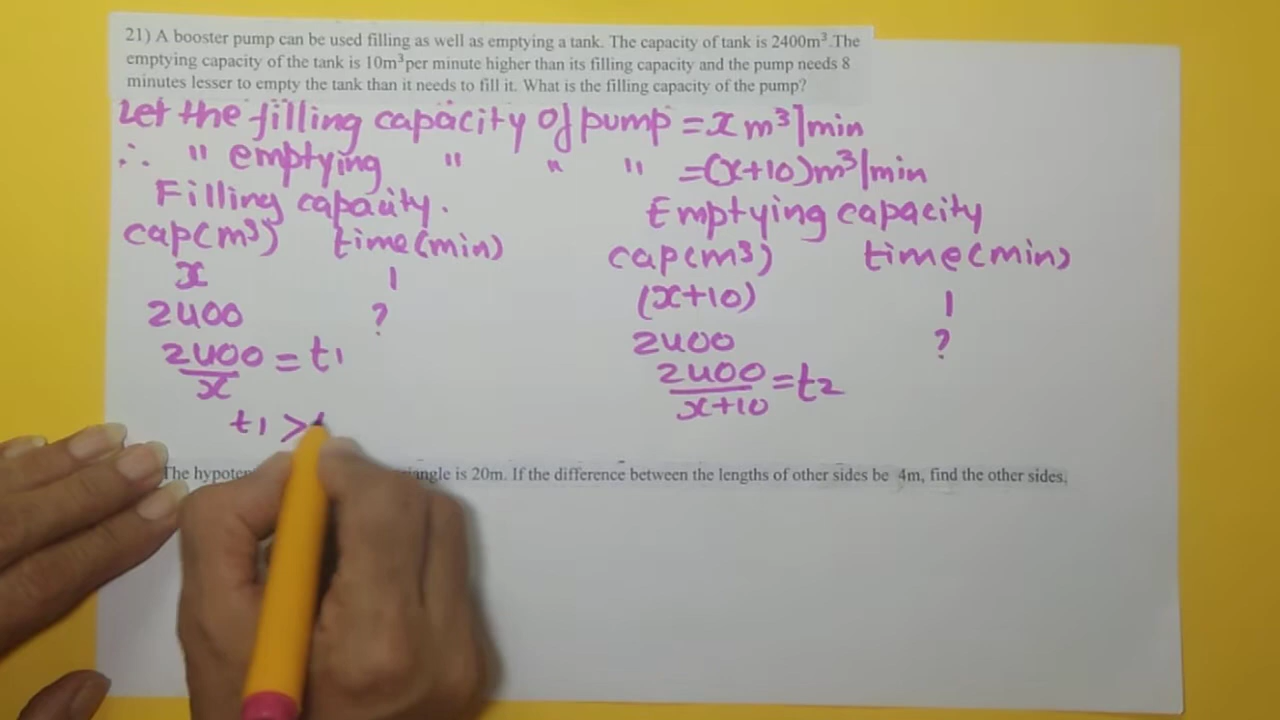 21) A booster pump can be used filling as well as emptying a tank. The capacity of tank is 2400m³.The
emptying capacity of the tank is 10m³per minute higher than its filling capacity and the pump needs 8
minutes lesser to empty the tank than it needs to fill it. What is the filling capacity of the pump?
Let the filling capacity of pump = x m³/min
∴ " emptying " " " =(x+10)m³/min
Filling capacity.
Emptying capacity
cap(m³) time(min)
x 1
2400 ?
2400/x = t1
t1 >
cap(m³) time(min)
(x+10) 1
2400 ?
2400/x+10 = t2
The is 20m. If the difference between the lengths of other sides be 4m, find the other sides.